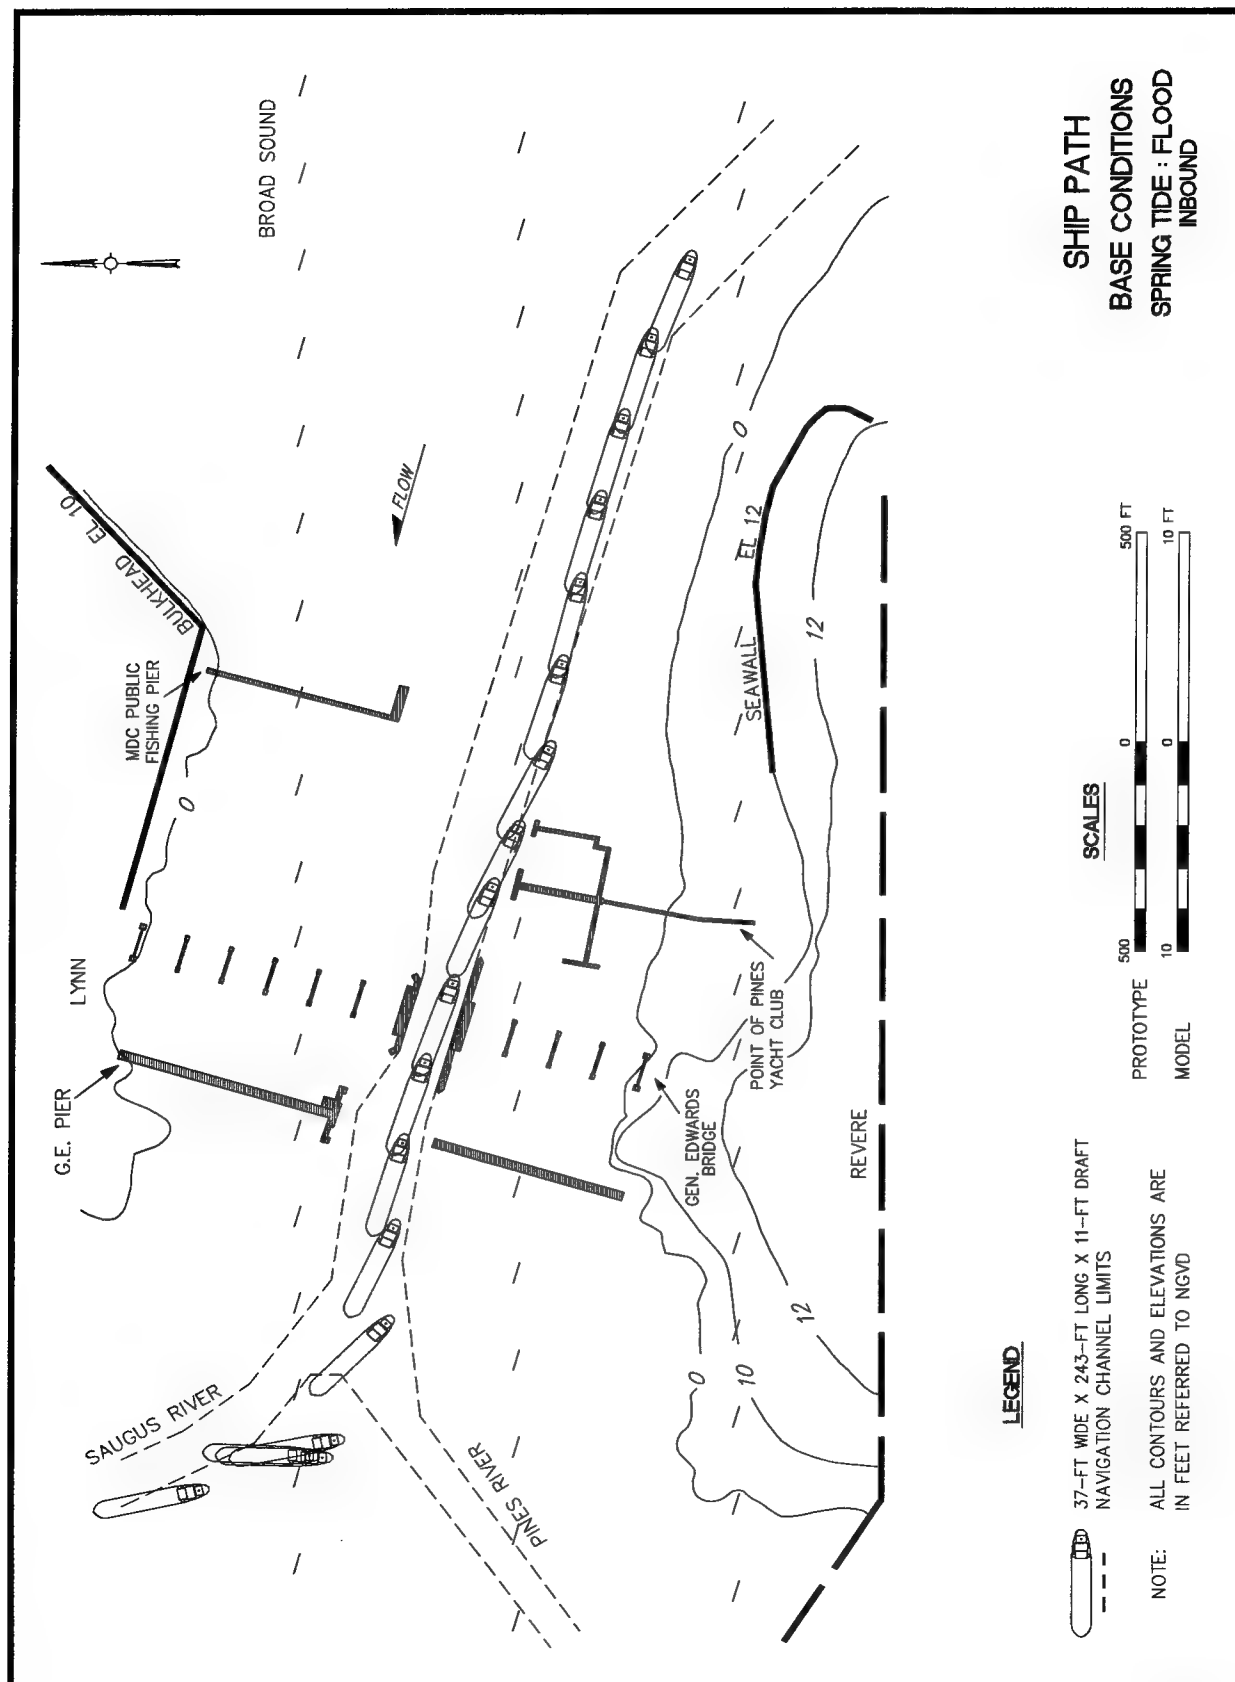 SHIP PATH
BASE CONDITIONS
SPRING TIDE : FLOOD
INBOUND
BROAD SOUND
FLOW
BULKHEAD EL 10
MDC PUBLIC
FISHING PIER
0
LYNN
G.E. PIER
SAUGUS RIVER
PINES RIVER
0
SEAWALL EL 12
12
POINT OF PINES
YACHT CLUB
GEN. EDWARDS
BRIDGE
REVERE
12
10
0
SCALES
PROTOTYPE 500 0 500 FT
MODEL 10 0 10 FT
LEGEND
37-FT WIDE X 243-FT LONG X 11-FT DRAFT
NAVIGATION CHANNEL LIMITS
NOTE: ALL CONTOURS AND ELEVATIONS ARE
IN FEET REFERRED TO NGVD